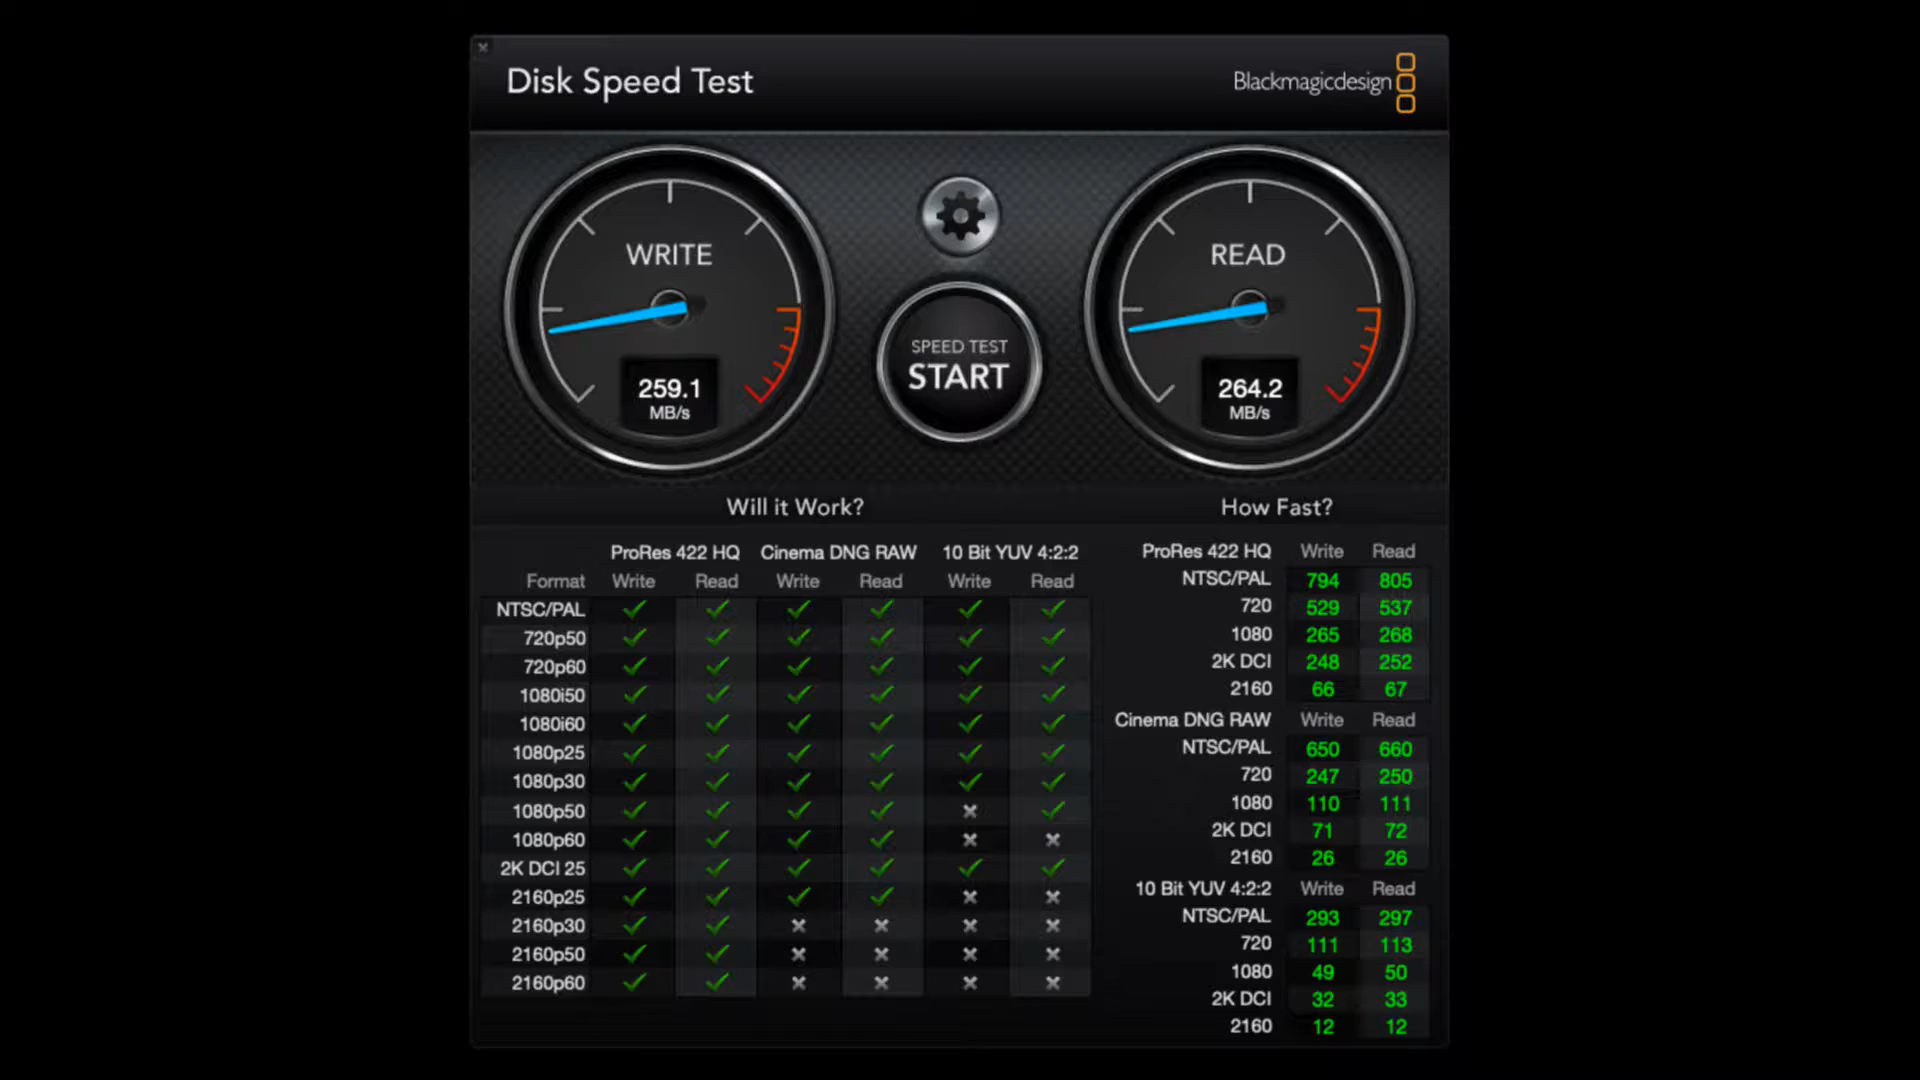 Disk Speed Test
Blackmagicdesign
WRITE
259.1
MB/s
SPEED TEST
START
READ
264.2
MB/s
Will it Work?
ProRes 422 HQ Cinema DNG RAW 10 Bit YUV 4:2:2
Format Write Read Write Read Write Read
NTSC/PAL ✓ ✓ ✓ ✓ ✓ ✓
720p50 ✓ ✓ ✓ ✓ ✓ ✓
720p60 ✓ ✓ ✓ ✓ ✓ ✓
1080i50 ✓ ✓ ✓ ✓ ✓ ✓
1080i60 ✓ ✓ ✓ ✓ ✓ ✓
1080p25 ✓ ✓ ✓ ✓ ✓ ✓
1080p30 ✓ ✓ ✓ ✓ ✓ ✓
1080p50 ✓ ✓ ✓ ✓ ✕ ✓
1080p60 ✓ ✓ ✓ ✓ ✕ ✕
2K DCI 25 ✓ ✓ ✓ ✓ ✓ ✓
2160p25 ✓ ✓ ✓ ✓ ✕ ✕
2160p30 ✓ ✓ ✕ ✕ ✕ ✕
2160p50 ✓ ✓ ✕ ✕ ✕ ✕
2160p60 ✓ ✓ ✕ ✕ ✕ ✕
How Fast?
ProRes 422 HQ Write Read
NTSC/PAL 794 805
720 529 537
1080 265 268
2K DCI 248 252
2160 66 67
Cinema DNG RAW Write Read
NTSC/PAL 650 660
720 247 250
1080 110 111
2K DCI 71 72
2160 26 26
10 Bit YUV 4:2:2 Write Read
NTSC/PAL 293 297
720 111 113
1080 49 50
2K DCI 32 33
2160 12 12